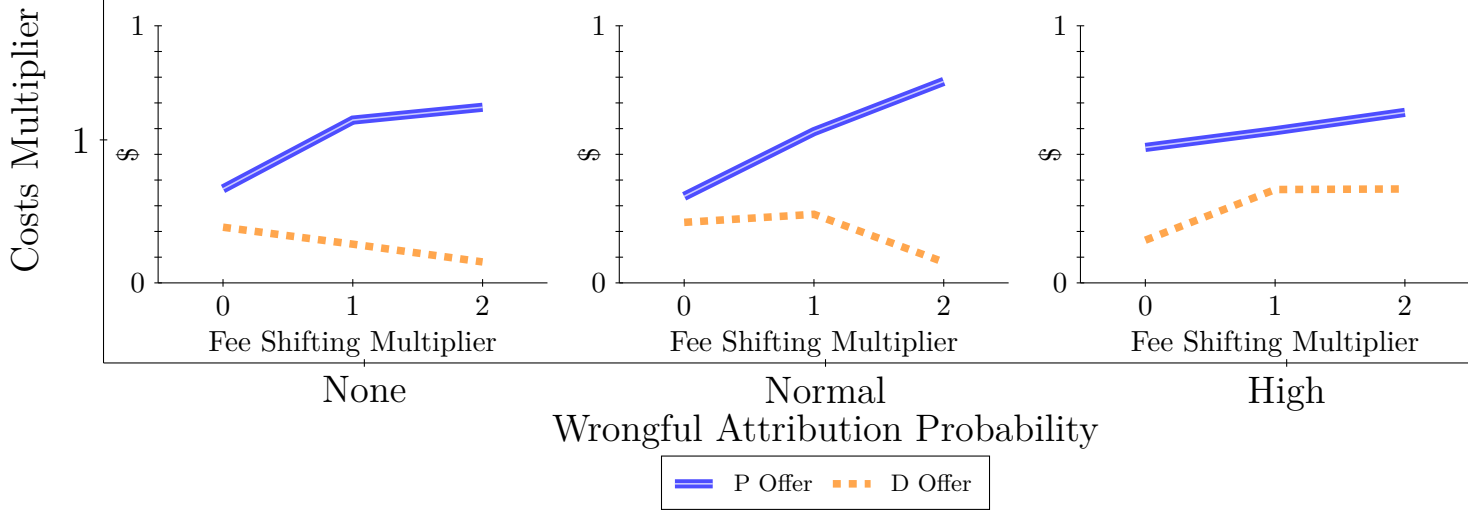 Costs Multiplier
1
1
$
0
0 1 2
Fee Shifting Multiplier
1
$
0
0 1 2
Fee Shifting Multiplier
1
$
0
0 1 2
Fee Shifting Multiplier
None Normal High
Wrongful Attribution Probability
P Offer D Offer